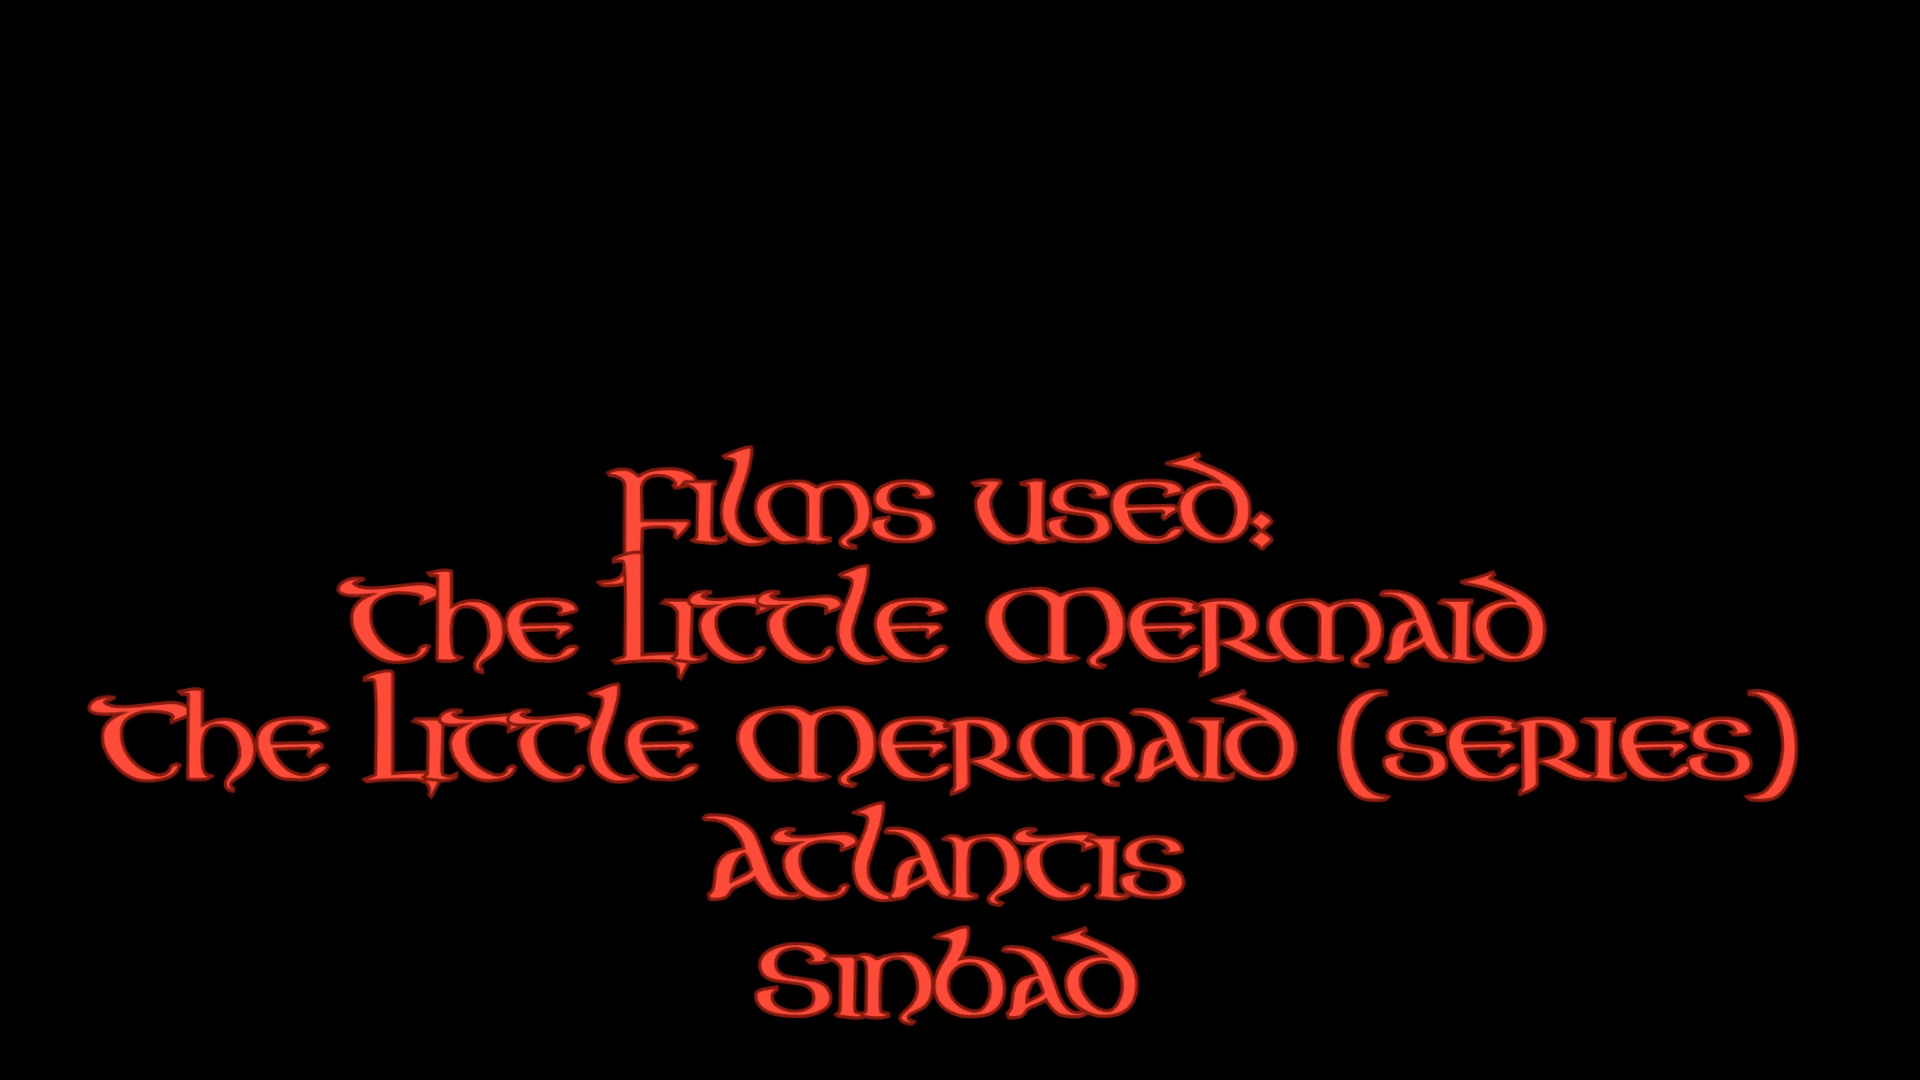 Films used:
The Little Mermaid
The Little Mermaid (series)
Atlantis
Sinbad